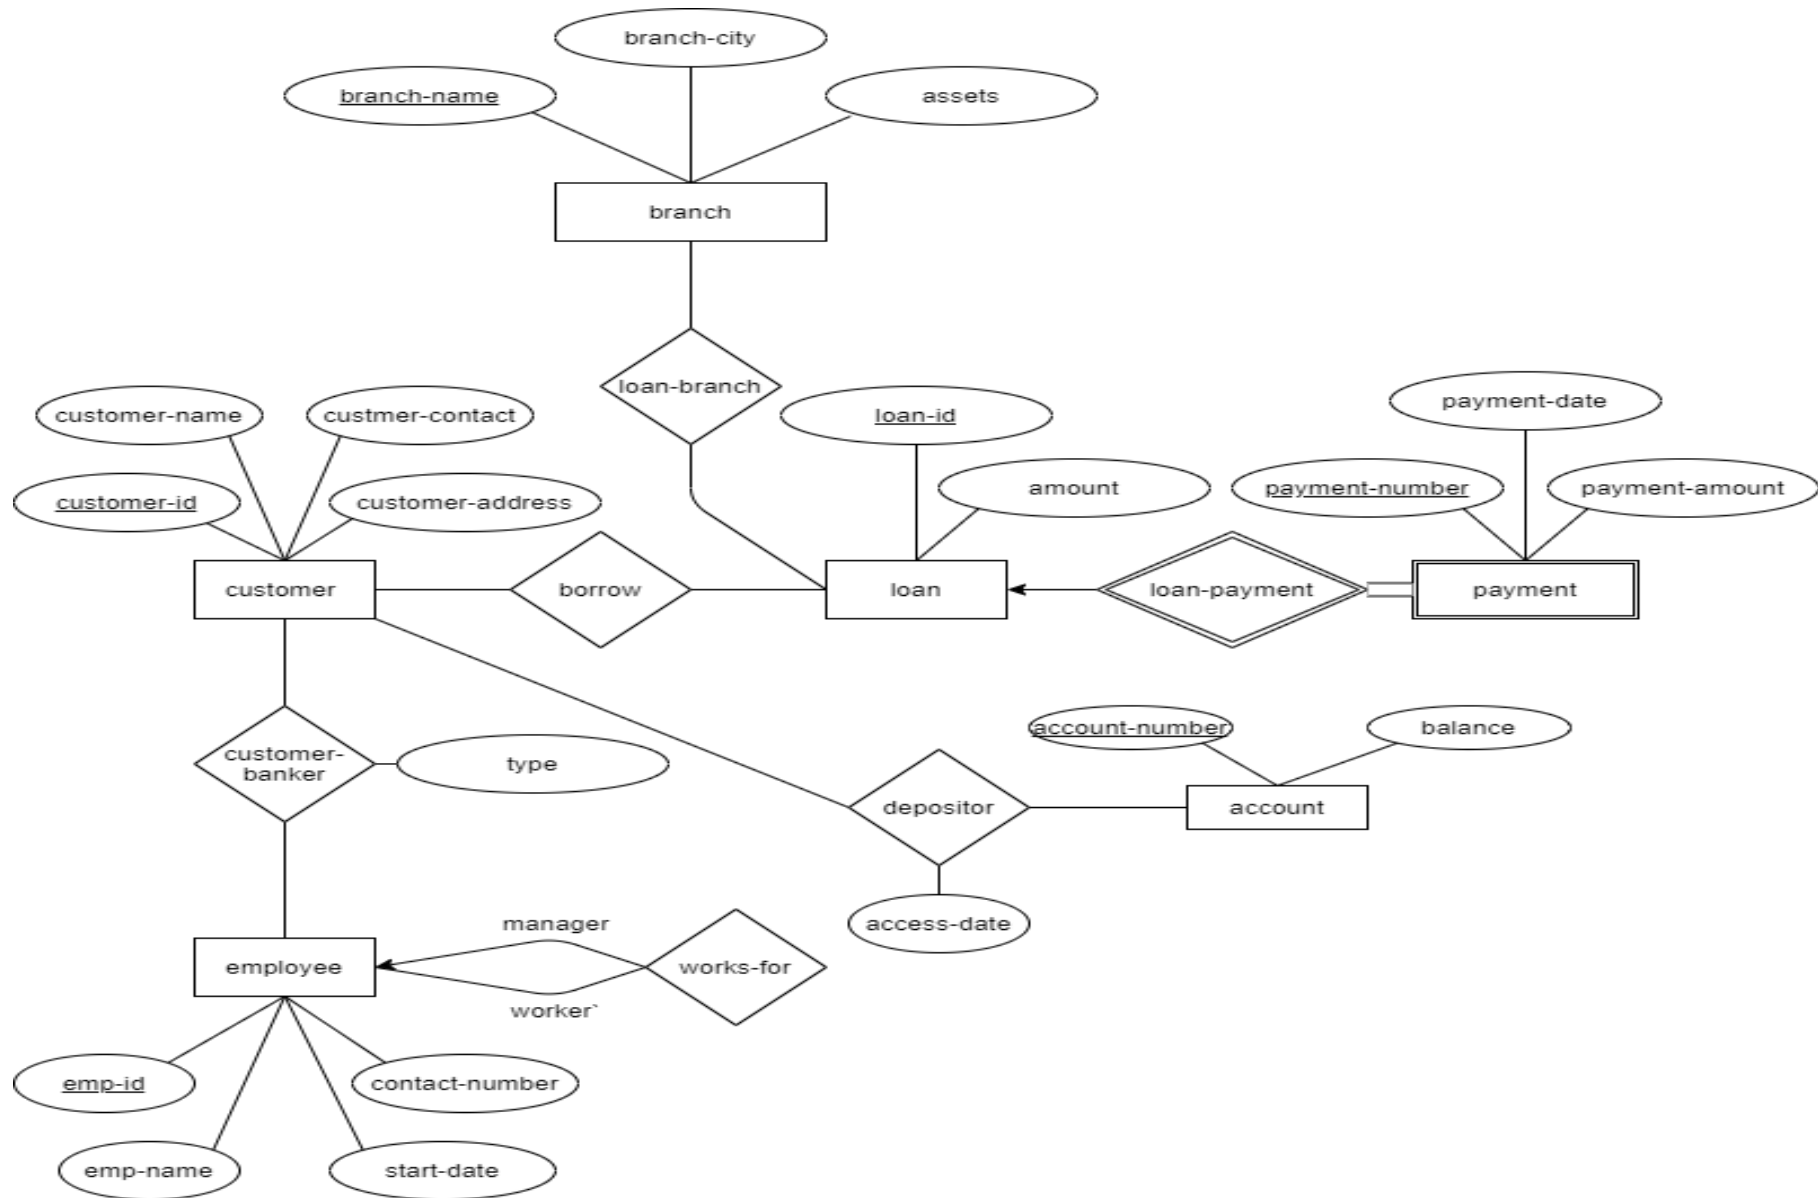 branch-city
branch-name
assets
branch
loan-branch
customer-name
custmer-contact
loan-id
payment-date
customer-id
customer-address
amount
payment-number
payment-amount
customer
borrow
loan
loan-payment
payment
account-number
balance
customer-
banker
type
depositor
account
manager
access-date
employee
works-for
worker`
emp-id
contact-number
emp-name
start-date